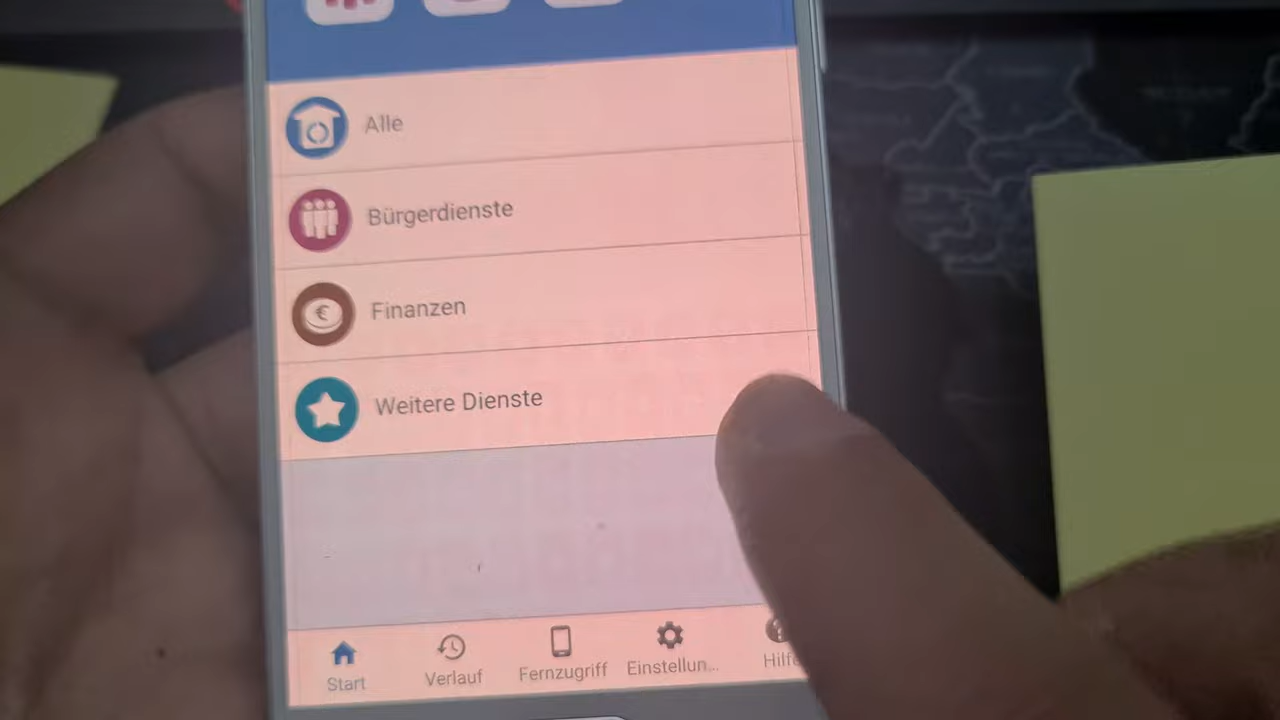 Alle
Bürgerdienste
Finanzen
€
Weitere Dienste
Start
Verlauf
Fernzugriff
Einstellun...
Hilfe